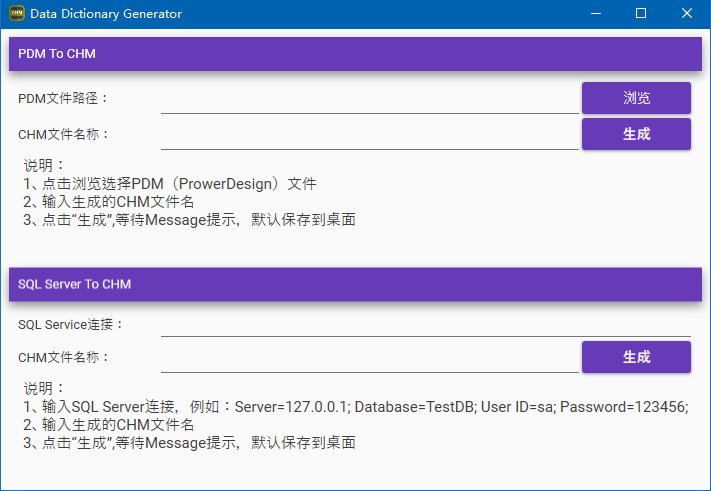 Data Dictionary Generator
PDM To CHM
PDM文件路径：
浏览
CHM文件名称：
生成
说明：
1、点击浏览选择PDM（ProwerDesign）文件
2、输入生成的CHM文件名
3、点击“生成”,等待Message提示，默认保存到桌面
SQL Server To CHM
SQL Service连接：
CHM文件名称：
生成
说明：
1、输入SQL Server连接，例如：Server=127.0.0.1; Database=TestDB; User ID=sa; Password=123456;
2、输入生成的CHM文件名
3、点击“生成”,等待Message提示，默认保存到桌面